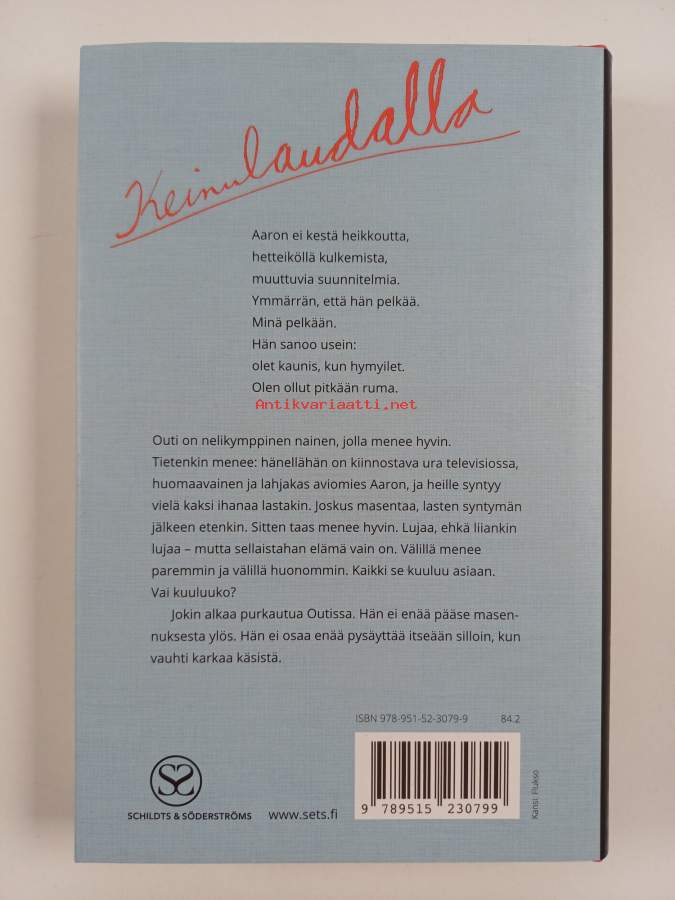 Keinulaudalla
Aaron ei kestä heikkoutta,
hetteiköllä kulkemista,
muuttuvia suunnitelmia.
Ymmärrän, että hän pelkää.
Minä pelkään.
Hän sanoo usein:
olet kaunis, kun hymyilet.
Olen ollut pitkään ruma.
Antikvariaatti.net
Outi on nelikymppinen nainen, jolla menee hyvin.
Tietenkin menee: hänellähän on kiinnostava ura televisiossa,
huomaavainen ja lahjakas aviomies Aaron, ja heille syntyy
vielä kaksi ihanaa lastakin. Joskus masentaa, lasten syntymän
jälkeen etenkin. Sitten taas menee hyvin. Lujaa, ehkä liiankin
lujaa – mutta sellaistahan elämä vain on. Välillä menee
paremmin ja välillä huonommin. Kaikki se kuuluu asiaan.
Vai kuuluuko?
Jokin alkaa purkautua Outissa. Hän ei enää pääse masen-
nuksesta ylös. Hän ei osaa enää pysäyttää itseään silloin, kun
vauhti karkaa käsistä.
ISBN 978-951-52-3079-9 84.2
9 789515 230799
SCHILDTS & SÖDERSTRÖMS www.sets.fi
Kansi: Flukso